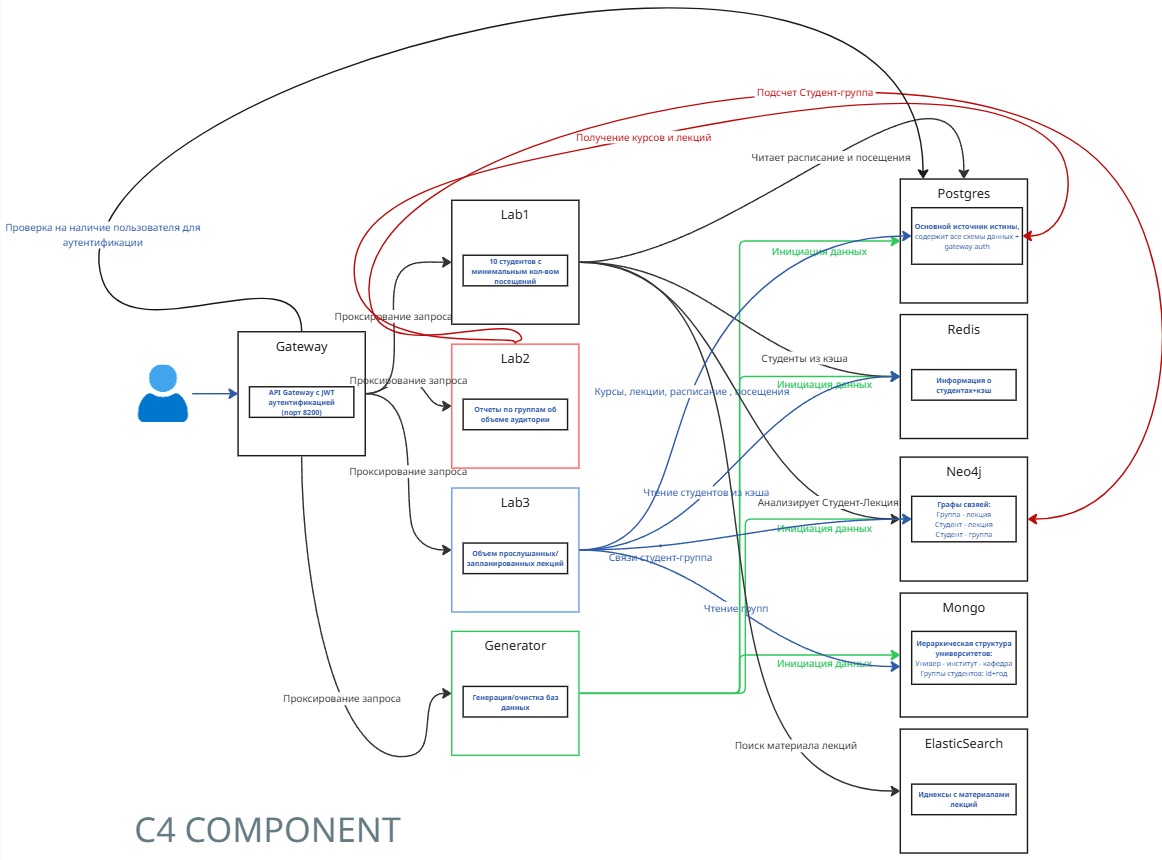 Подсчет Студент-группа
Получение курсов и лекций
Читает расписание и посещения
Проверка на наличие пользователя для
аутентификации
Gateway
API Gateway с JWT
аутентификацией
(порт 8200)
Проксирование запроса
Проксирование запроса
Проксирование запроса
Проксирование запроса
Lab1
10 студентов с
минимальным кол-вом
посещений
Lab2
Отчеты по группам об
объеме аудитории
Lab3
Объем прослушанных/
запланированных лекций
Generator
Генерация/очистка баз
данных
Инициация данных
Студенты из кэша
Инициация данных
Курсы, лекции, расписание , посещения
Чтение студентов из кэша
Анализирует Студент-Лекция
Инициация данных
Связи студент-группа
Чтение групп
Инициация данных
Поиск материала лекций
Postgres
Основной источник истины,
содержит все схемы данных +
gateway auth
Redis
Информация о
студентах+кэш
Neo4j
Графы свзяей:
Группа - лекция
Студент - лекция
Студент - группа
Mongo
Иерархическая структура
университетов:
Универ - институт - кафедра
Группы студентов: id+год
ElasticSearch
Иднексы с материалами
лекций
C4 COMPONENT